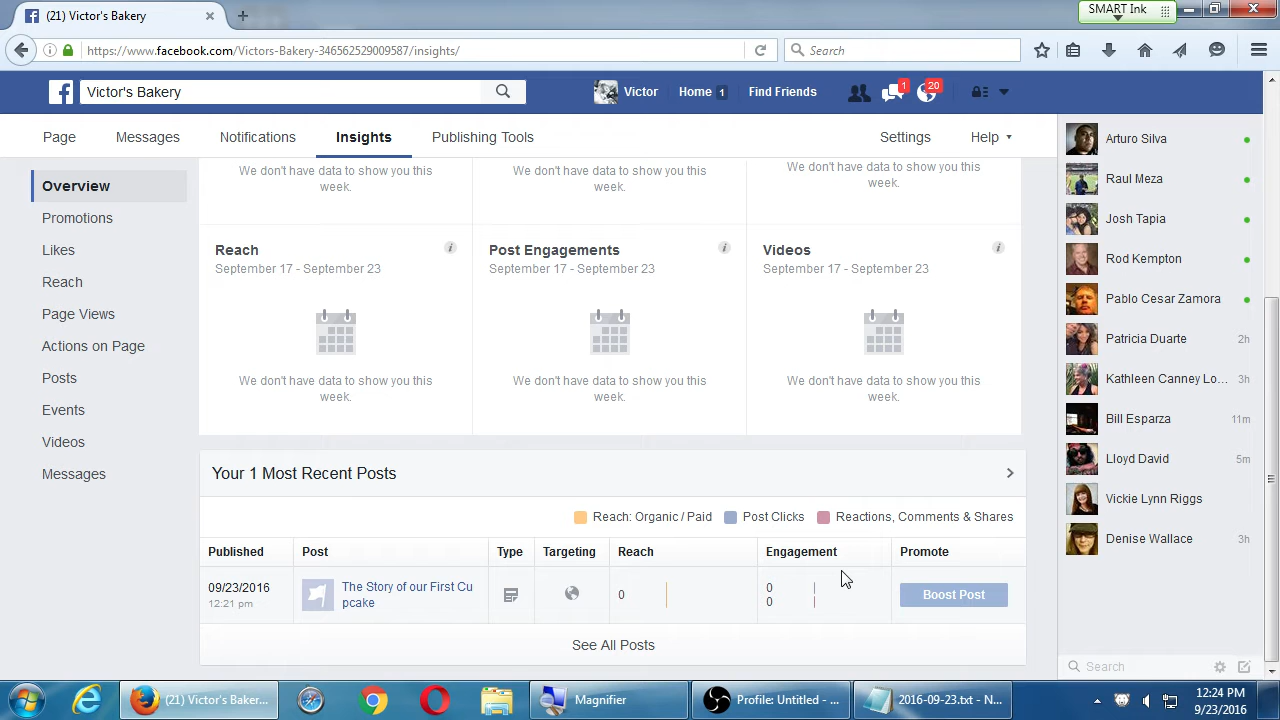 (21) Victor's Bakery
SMART Ink
https://www.facebook.com/Victors-Bakery-346562529009587/insights/
Search
Victor's Bakery
Victor
Home 1
Find Friends
1
20
Page
Messages
Notifications
Insights
Publishing Tools
Settings
Help
Overview
Promotions
Likes
Reach
Page Views
Actions on Page
Posts
Events
Videos
Messages
We don't have data to show you this
week.
We don't have data to show you this
week.
We don't have data to show you this
week.
Reach
September 17 - September 23
We don't have data to show you this
week.
Post Engagements
September 17 - September 23
We don't have data to show you this
week.
Videos
September 17 - September 23
We don't have data to show you this
week.
Your 1 Most Recent Posts
Reach: Organic / Paid
Post Clicks
Reactions, Comments & Shares
Published
Post
Type
Targeting
Reach
Engagement
Promote
09/23/2016
12:21 pm
The Story of our First Cu
pcake
0
0
0
Boost Post
See All Posts
Arturo Silva
Raul Meza
Josh Tapia
Rod Kempton
Pablo Cesar Zamora
Patricia Duarte 2h
Kathleen Canney Lo... 3h
Bill Esparza 11m
Lloyd David 5m
Vickie Lynn Riggs
Denise Wallace 3h
Search
(21) Victor's Baker...
Magnifier
Profile: Untitled - ...
2016-09-23.txt - N...
12:24 PM
9/23/2016